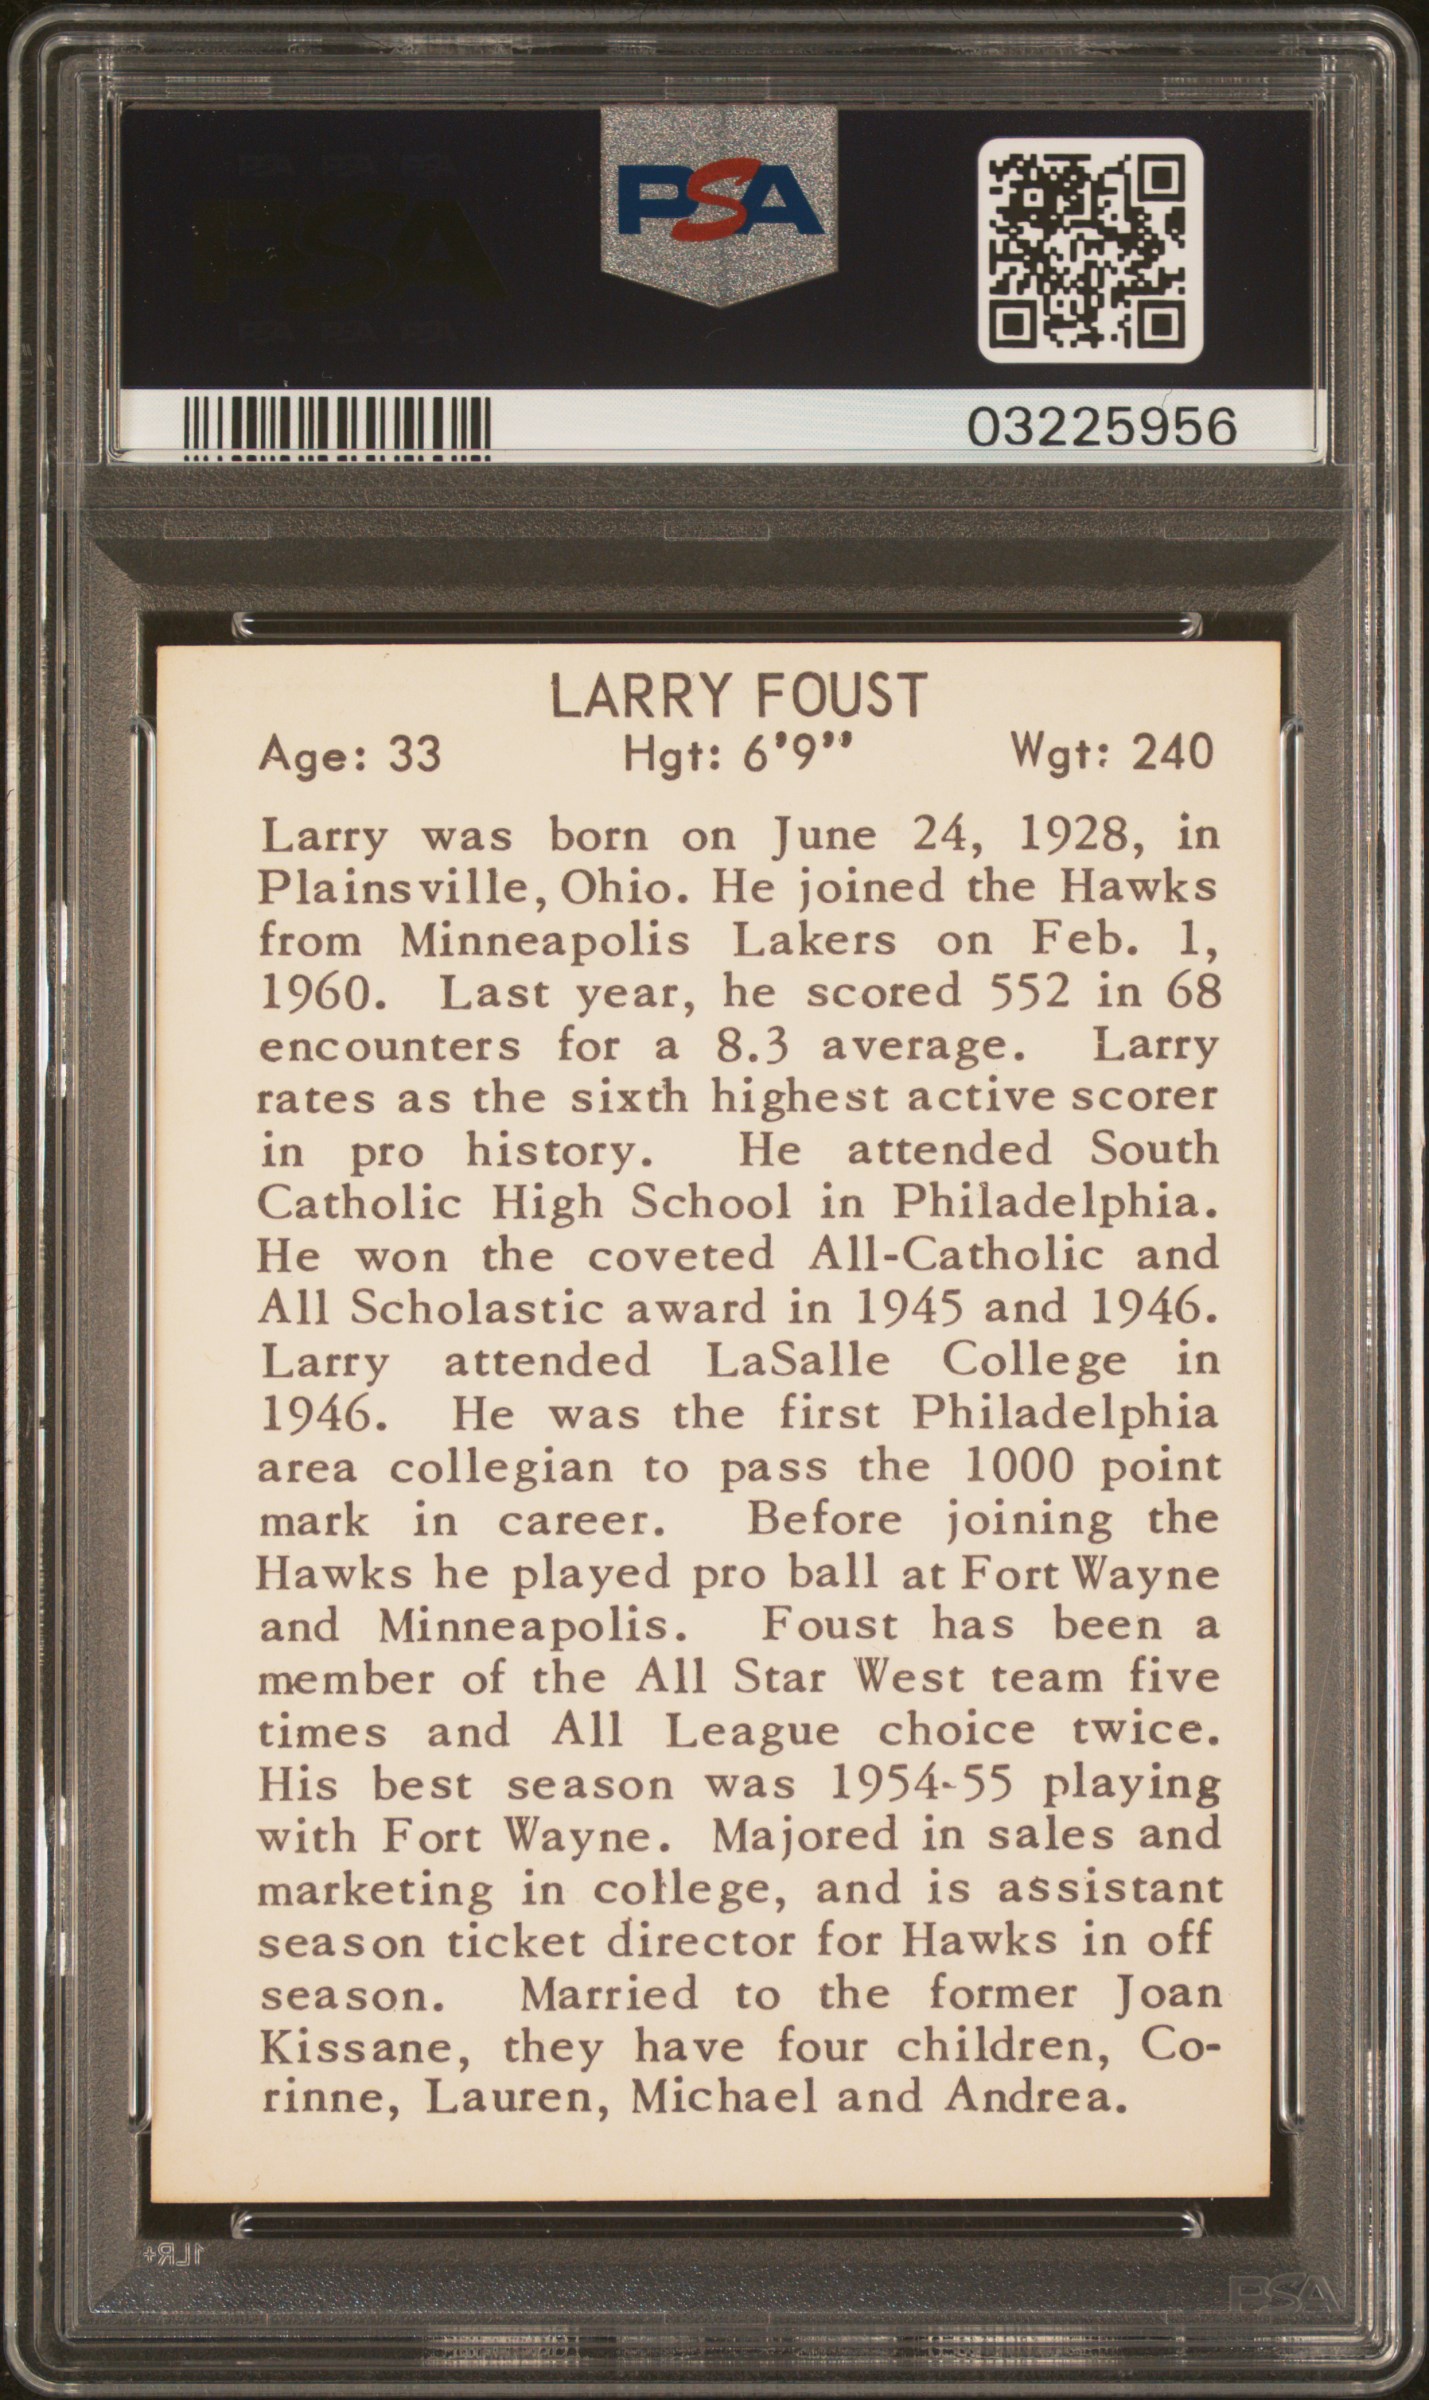 PSA
03225956
LARRY FOUST
Age: 33 Hgt: 6'9" Wgt: 240
Larry was born on June 24, 1928, in
Plainsville, Ohio. He joined the Hawks
from Minneapolis Lakers on Feb. 1,
1960. Last year, he scored 552 in 68
encounters for a 8.3 average. Larry
rates as the sixth highest active scorer
in pro history. He attended South
Catholic High School in Philadelphia.
He won the coveted All-Catholic and
All Scholastic award in 1945 and 1946.
Larry attended LaSalle College in
1946. He was the first Philadelphia
area collegian to pass the 1000 point
mark in career. Before joining the
Hawks he played pro ball at Fort Wayne
and Minneapolis. Foust has been a
member of the All Star West team five
times and All League choice twice.
His best season was 1954-55 playing
with Fort Wayne. Majored in sales and
marketing in college, and is assistant
season ticket director for Hawks in off
season. Married to the former Joan
Kissane, they have four children, Co-
rinne, Lauren, Michael and Andrea.
1LR+
PSA